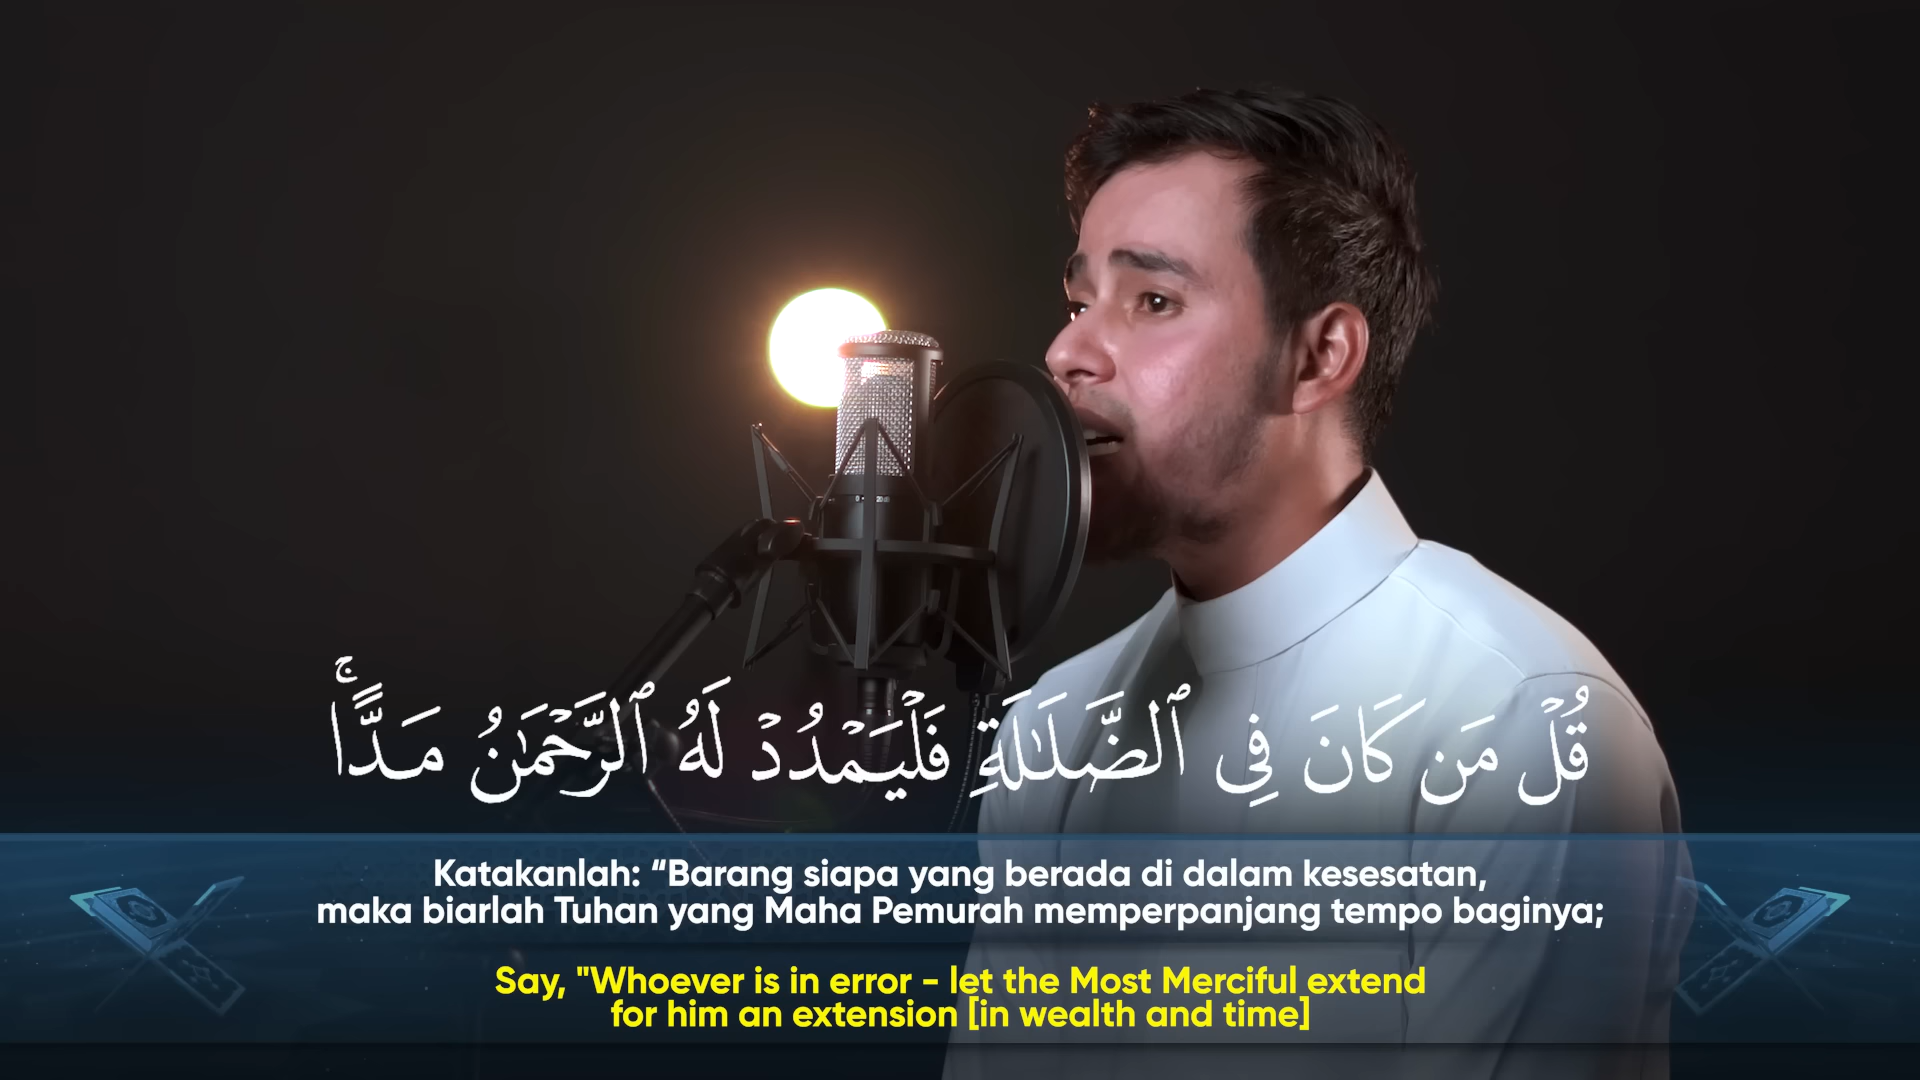 قُلْ مَن كَانَ فِى ٱلضَّلَـٰلَةِ فَلْيَمْدُدْ لَهُ ٱلرَّحْمَـٰنُ مَدًّا ۚ
Katakanlah: “Barang siapa yang berada di dalam kesesatan,
maka biarlah Tuhan yang Maha Pemurah memperpanjang tempo baginya;
Say, "Whoever is in error - let the Most Merciful extend
for him an extension [in wealth and time]